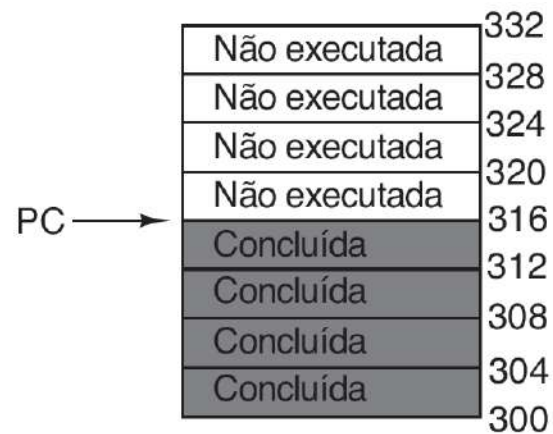 332
Não executada
328
Não executada
324
Não executada
320
Não executada
PC
316
Concluída
312
Concluída
308
Concluída
304
Concluída
300